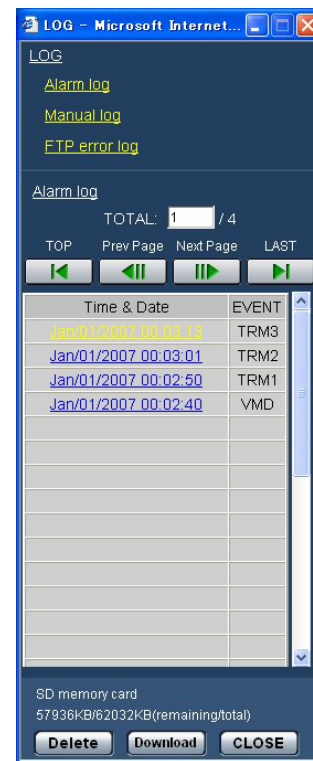 LOG - Microsoft Internet...
LOG
Alarm log
Manual log
FTP error log
Alarm log
TOTAL: 1 / 4
TOP Prev Page Next Page LAST
Time & Date EVENT
Jan/01/2007 00:03:13 TRM3
Jan/01/2007 00:03:01 TRM2
Jan/01/2007 00:02:50 TRM1
Jan/01/2007 00:02:40 VMD
SD memory card
57936KB/62032KB(remaining/total)
Delete Download CLOSE